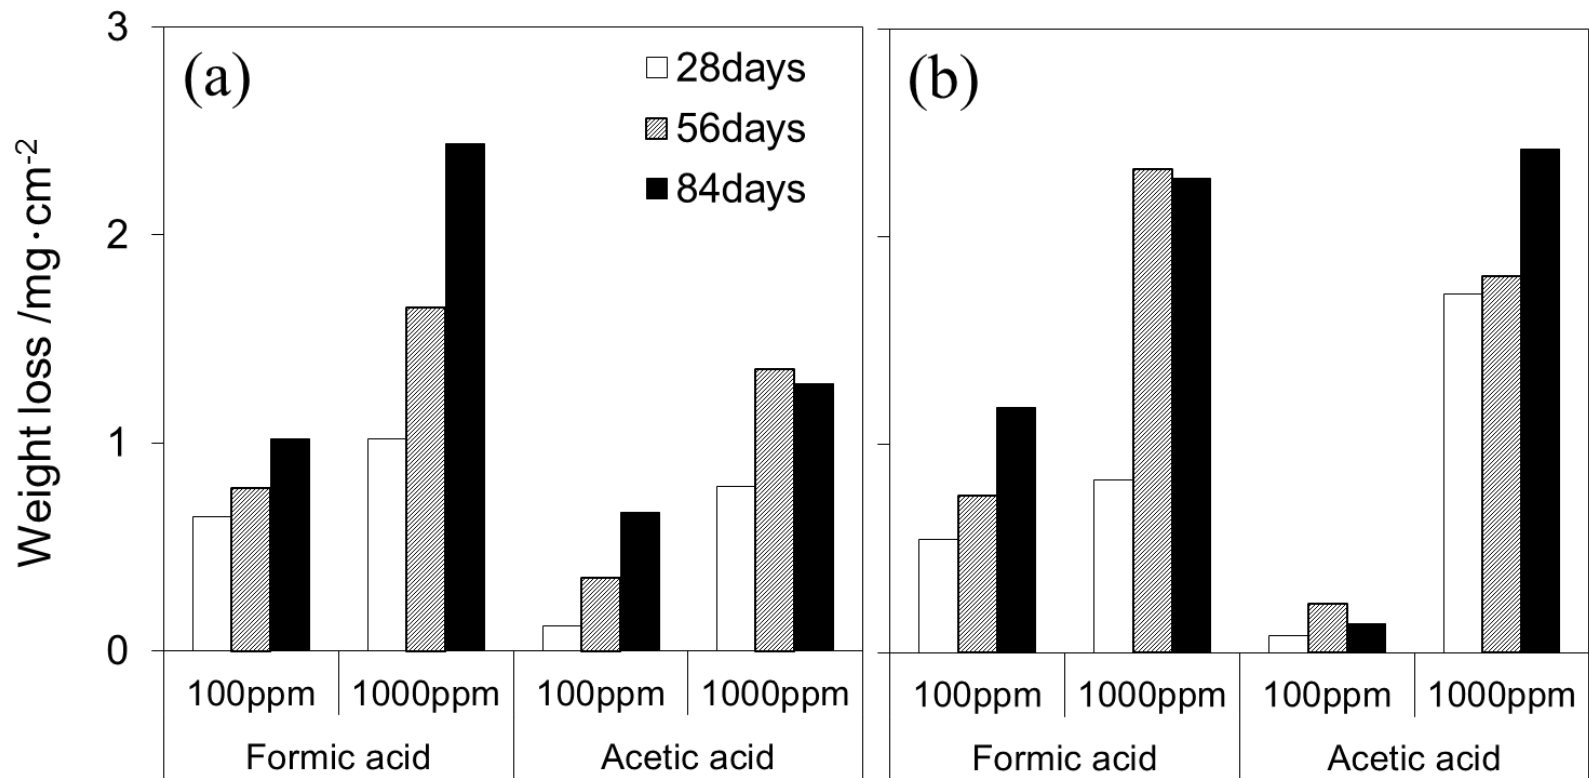 Weight loss /mg·cm-2
3
2
1
0
(a)
28days
56days
84days
(b)
100ppm 1000ppm 100ppm 1000ppm
Formic acid Acetic acid
100ppm 1000ppm 100ppm 1000ppm
Formic acid Acetic acid